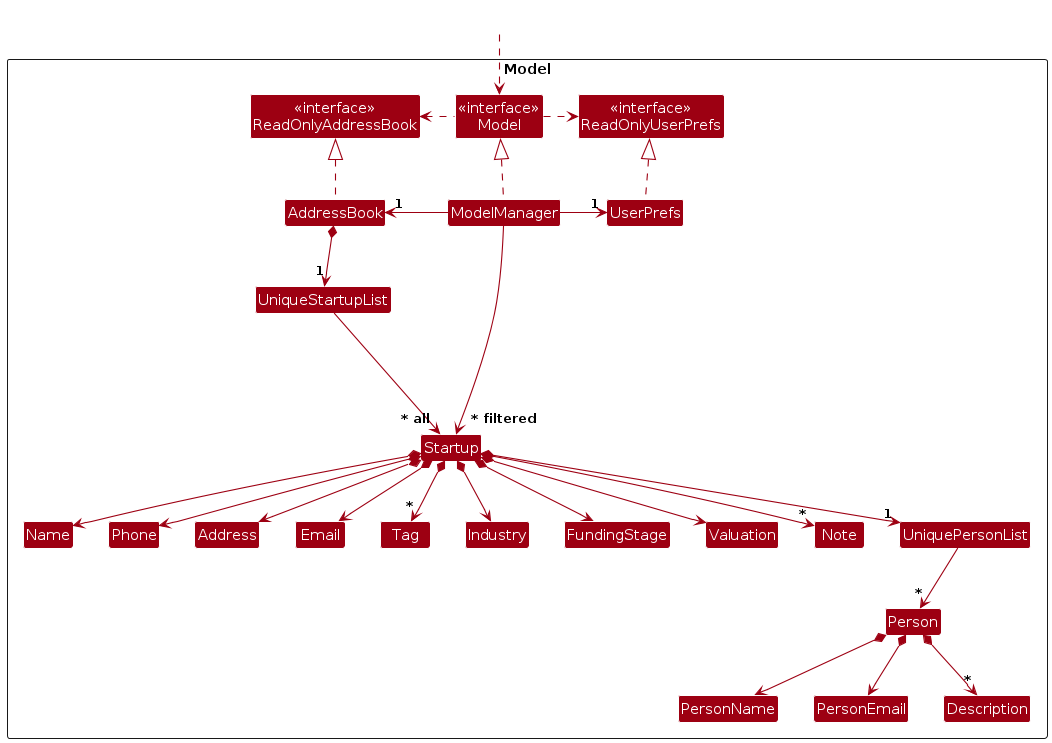 Model
«interface»
ReadOnlyAddressBook
«interface»
Model
«interface»
ReadOnlyUserPrefs
AddressBook
1
ModelManager
1
UserPrefs
1
UniqueStartupList
* all
* filtered
Startup
*
*
1
Name
Phone
Address
Email
Tag
Industry
FundingStage
Valuation
Note
UniquePersonList
*
Person
*
PersonName
PersonEmail
Description